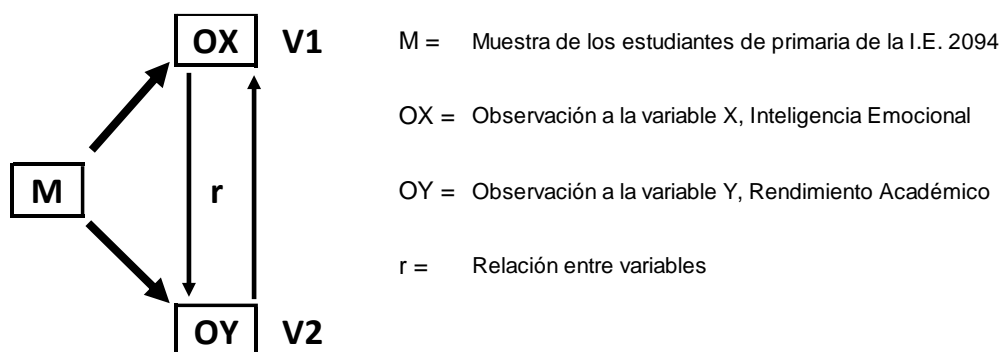 OX V1
M
r
OY V2
M = Muestra de los estudiantes de primaria de la I.E. 2094
OX = Observación a la variable X, Inteligencia Emocional
OY = Observación a la variable Y, Rendimiento Académico
r = Relación entre variables